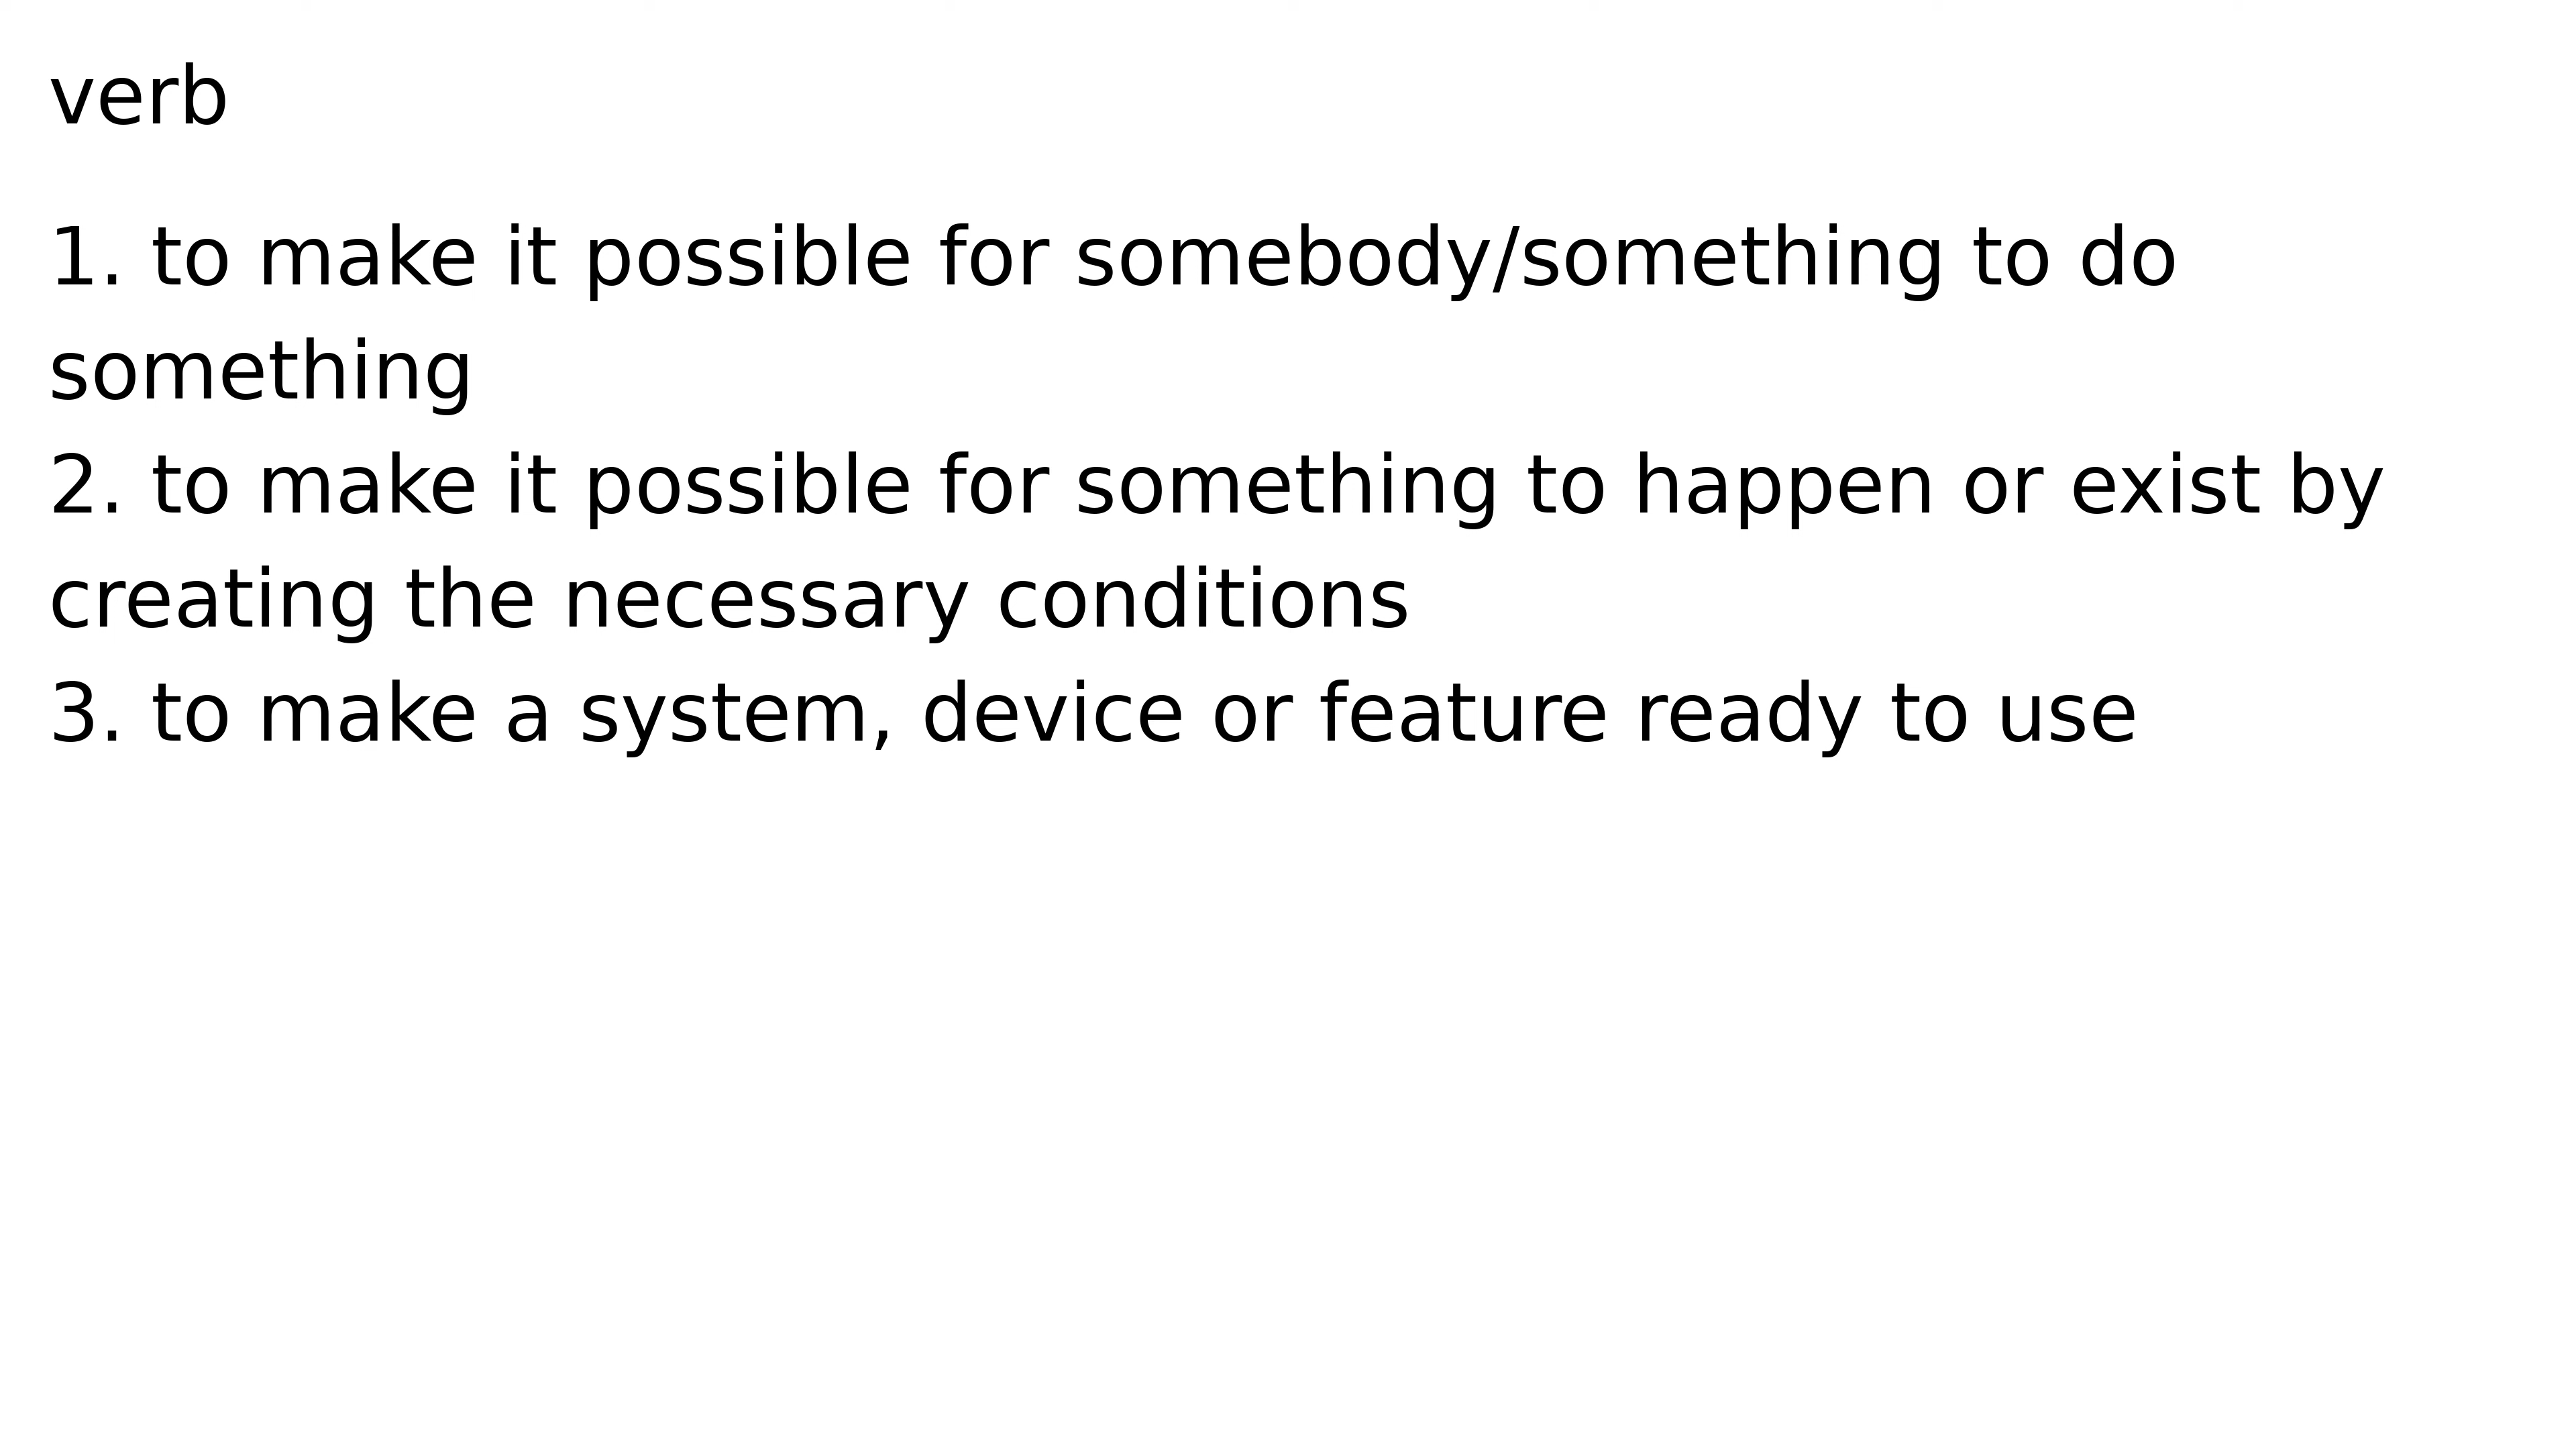 verb
1. to make it possible for somebody/something to do
something
2. to make it possible for something to happen or exist by
creating the necessary conditions
3. to make a system, device or feature ready to use